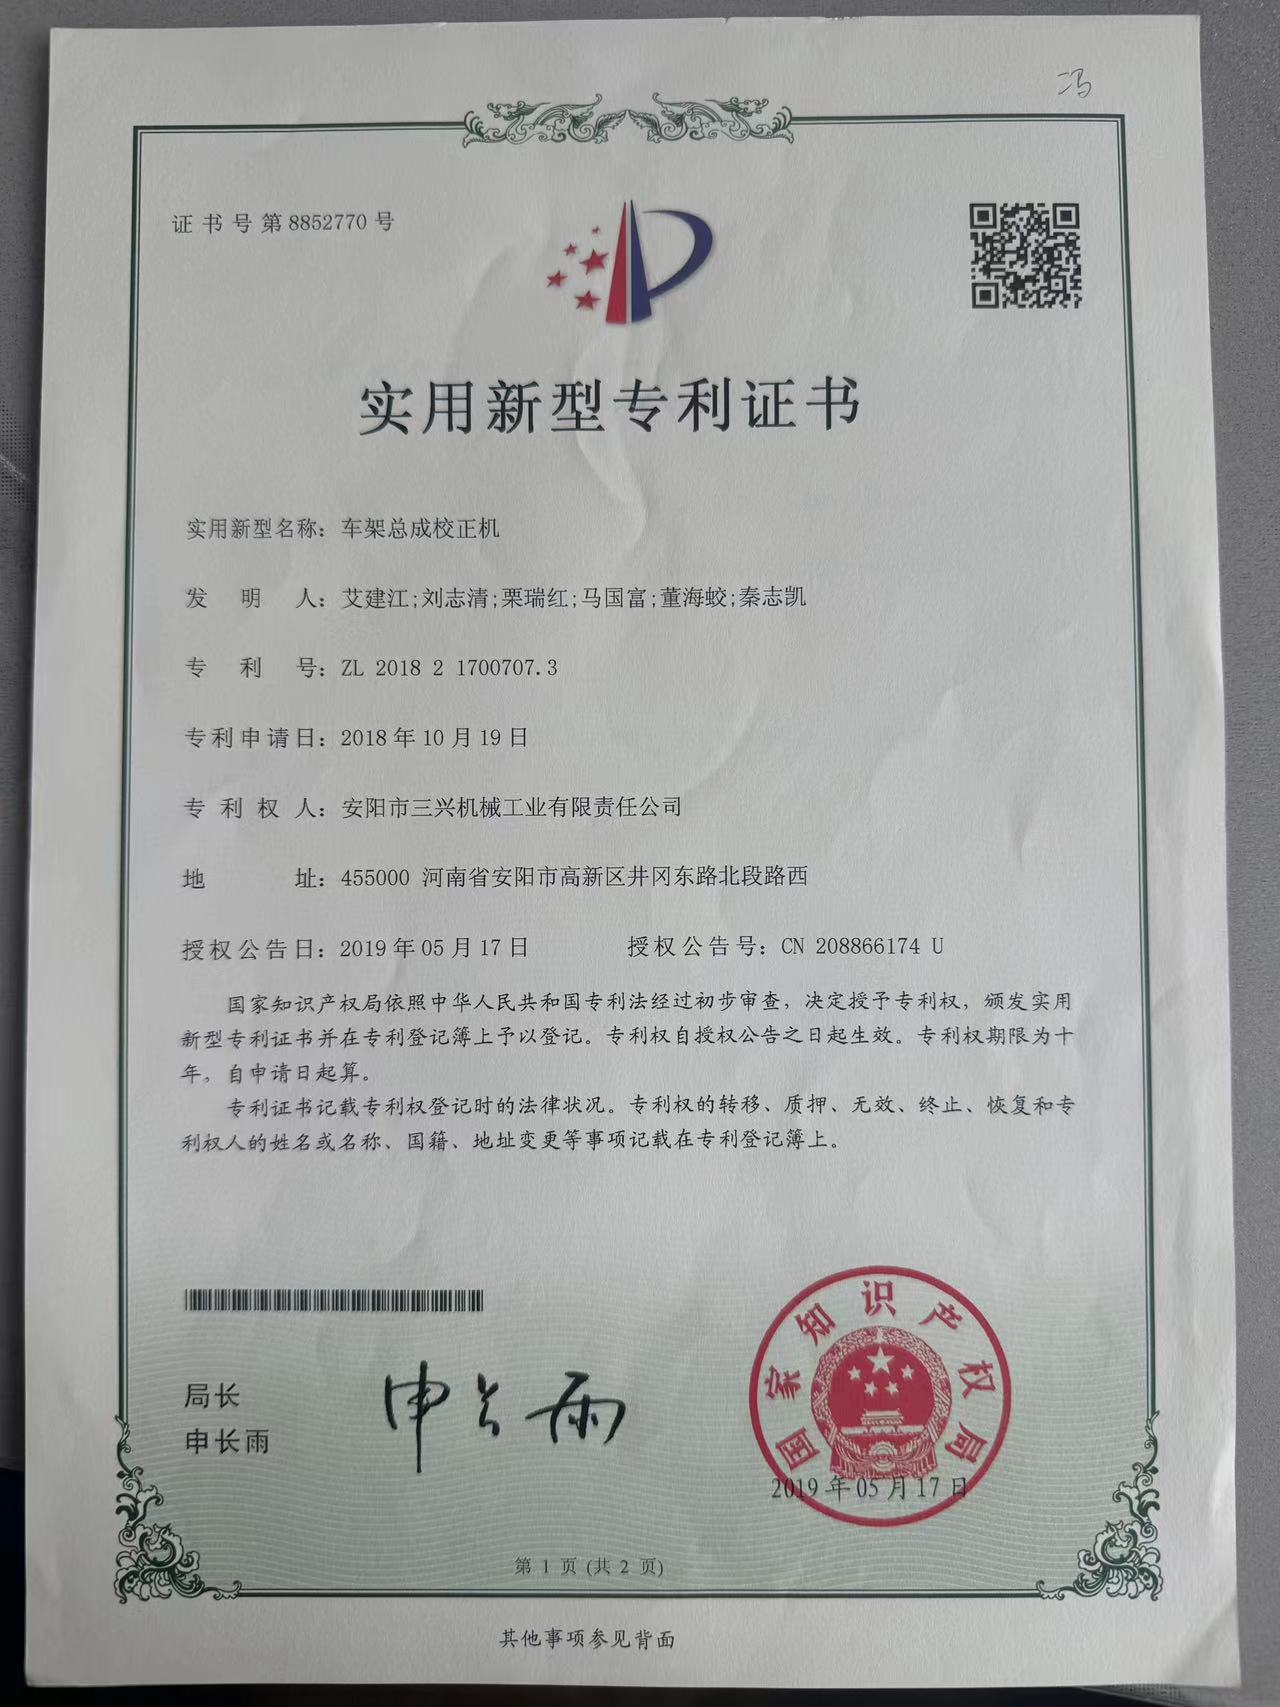 冯
证书号第8852770号
实用新型专利证书
实用新型名称：车架总成校正机
发明人：艾建江;刘志清;栗瑞红;马国富;董海蛟;秦志凯
专利号：ZL 2018 2 1700707.3
专利申请日：2018年10月19日
专利权人：安阳市三兴机械工业有限责任公司
地址：455000 河南省安阳市高新区井冈东路北段路西
授权公告日：2019年05月17日 授权公告号：CN 208866174 U
国家知识产权局依照中华人民共和国专利法经过初步审查，决定授予专利权，颁发实用
新型专利证书并在专利登记簿上予以登记。专利权自授权公告之日起生效。专利权期限为十
年，自申请日起算。
专利证书记载专利权登记时的法律状况。专利权的转移、质押、无效、终止、恢复和专
利权人的姓名或名称、国籍、地址变更等事项记载在专利登记簿上。
局长
申长雨
申长雨
国家知识产权局
2019年05月17日
第 1 页 (共 2 页)
其他事项参见背面